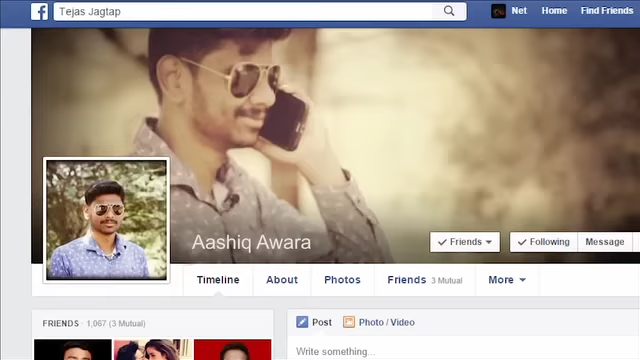 Tejas Jagtap
Net Home Find Friends
Aashiq Awara
Friends Following Message
Timeline About Photos Friends 3 Mutual More
FRIENDS · 1,067 (3 Mutual)
Post Photo / Video
Write something...